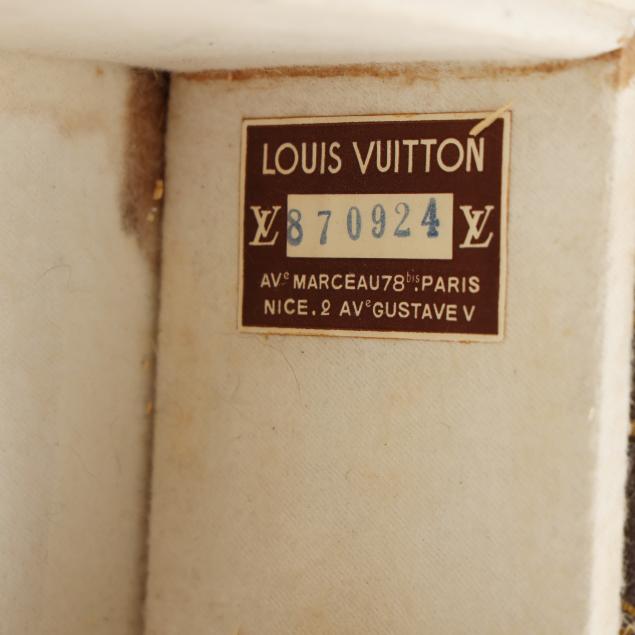 LOUIS VUITTON
LV 870924 LV
AVe MARCEAU 78bis. PARIS
NICE. 2 AVe GUSTAVE V